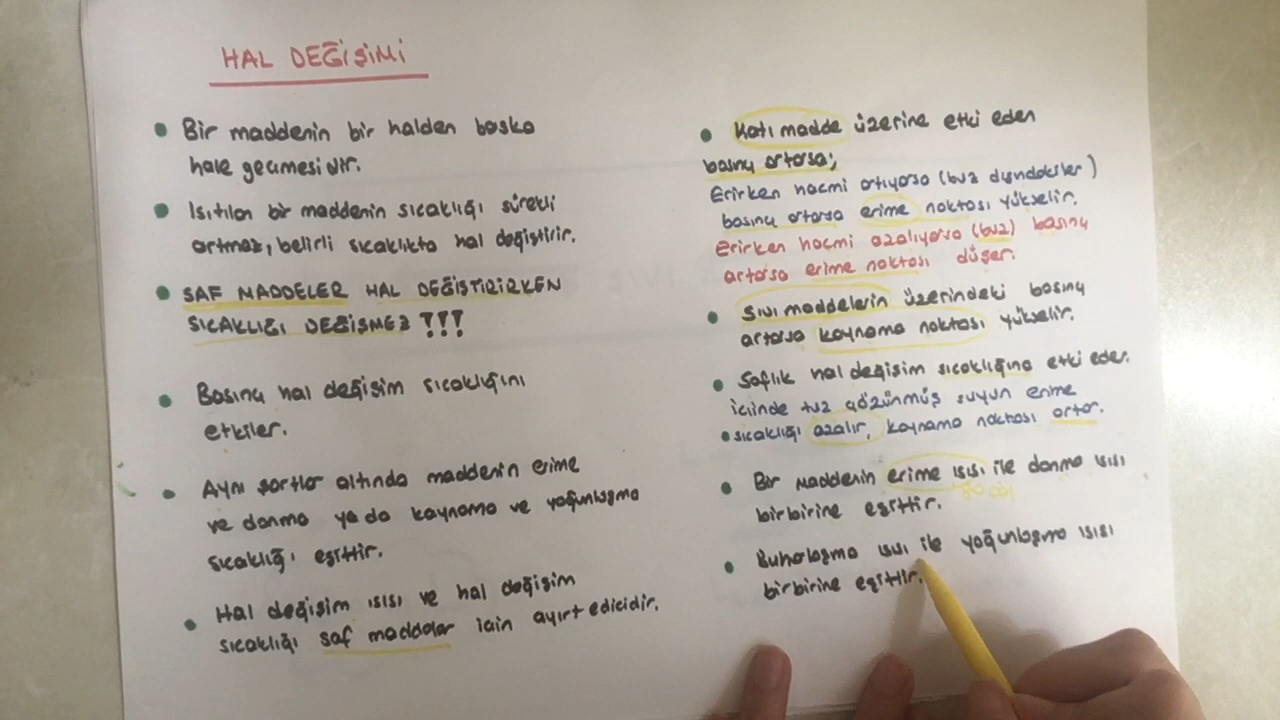 HAL DEĞİŞİMİ
Bir maddenin bir halden başka
hale geçmesidir.
Isıtılan bir maddenin sıcaklığı sürekli
artmaz, belirli sıcaklıkta hal değiştirir.
SAF MADDELER HAL DEĞİŞTİRİRKEN
SICAKLIĞI DEĞİŞMEZ !!!
Basınç hal değişim sıcaklığını
etkiler.
Aynı şartlar altında maddenin erime
ve donma ya da kaynama ve yoğunlaşma
sıcaklığı eşittir.
Hal değişim ısısı ve hal değişim
sıcaklığı saf maddeler için ayırt edicidir.
Katı madde üzerine etki eden
basınç artarsa;
Erirken hacmi artıyorsa (buz dışındakiler)
basınç artarsa erime noktası yükselir.
Erirken hacmi azalıyorsa (buz) basınç
artarsa erime noktası düşer.
Sıvı maddelerin üzerindeki basınç
artarsa kaynama noktası yükselir.
Saflık hal değişim sıcaklığına etki eder.
içinde tuz çözünmüş suyun erime
sıcaklığı azalır, kaynama noktası artar.
Bir maddenin erime ısısı ile donma ısısı
birbirine eşittir.
Buharlaşma ısısı ile yoğunlaşma ısısı
birbirine eşittir.